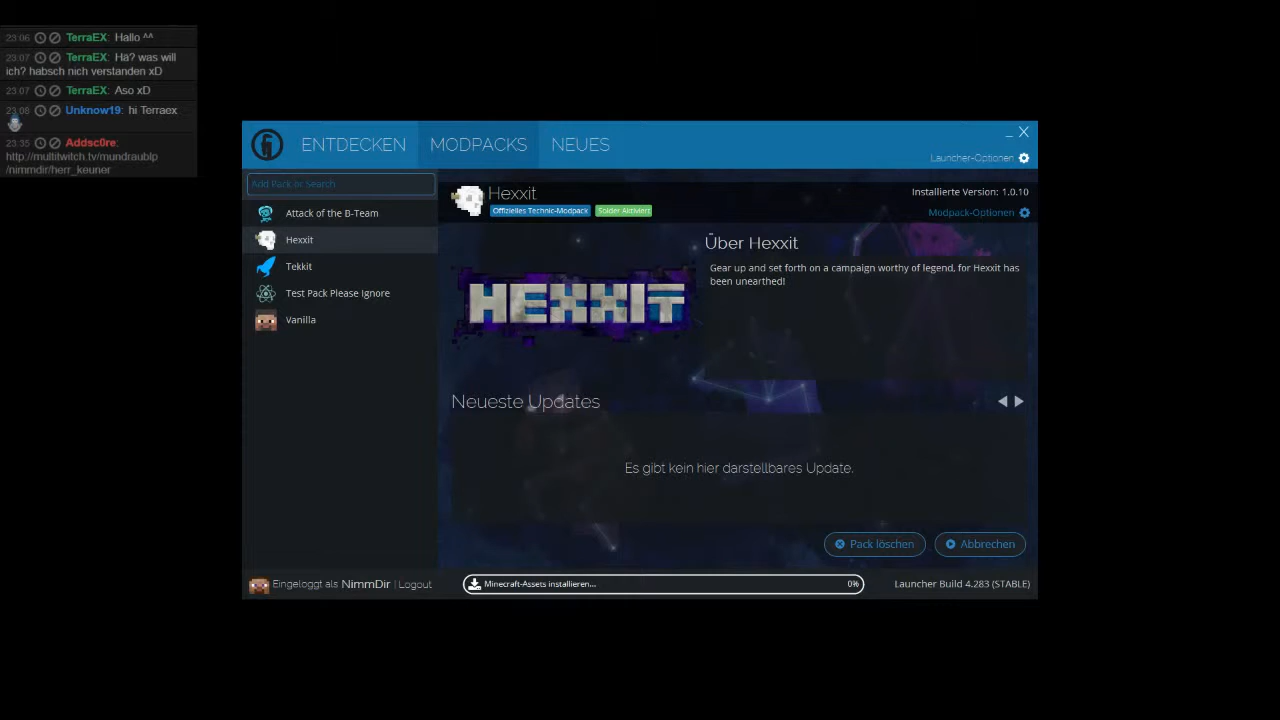 23:06 TerraEX: Hallo ^^
23:07 TerraEX: Hä? was will
ich? habsch nich verstanden xD
23:07 TerraEX: Aso xD
23:08 Unknow19: hi Terraex
23:35 Addsc0re:
http://multitwitch.tv/mundraublp
/nimmdir/herr_keuner
ENTDECKEN
MODPACKS
NEUES
Launcher-Optionen
Add Pack or Search
Attack of the B-Team
Hexxit
Tekkit
Test Pack Please Ignore
Vanilla
Hexxit
Offizielles Technic-Modpack
Solder Aktiviert
Installierte Version: 1.0.10
Modpack-Optionen
HEXXIT
Über Hexxit
Gear up and set forth on a campaign worthy of legend, for Hexxit has
been unearthed!
Neueste Updates
Es gibt kein hier darstellbares Update.
Pack löschen
Abbrechen
Eingeloggt als NimmDir | Logout
Minecraft-Assets installieren... 0%
Launcher Build 4.283 (STABLE)